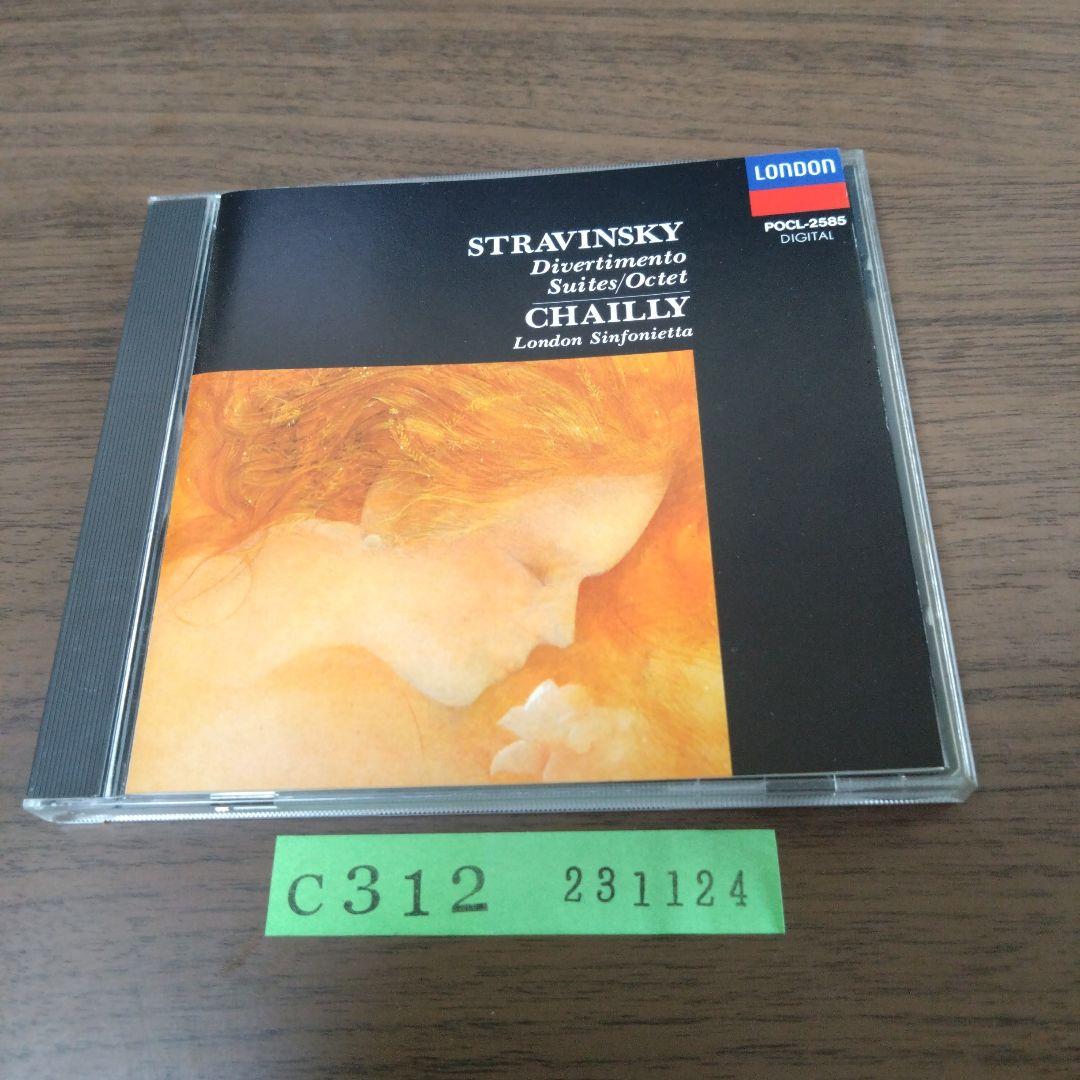 LONDON
POCL-2585
DIGITAL
STRAVINSKY
Divertimento
Suites/Octet
CHAILLY
London Sinfonietta
C312 231124